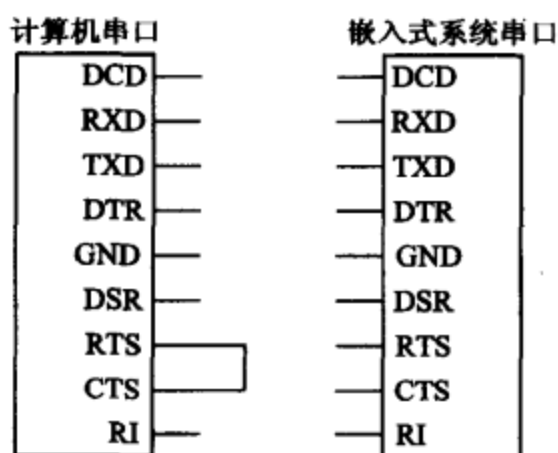 计算机串口
DCD
RXD
TXD
DTR
GND
DSR
RTS
CTS
RI
嵌入式系统串口
DCD
RXD
TXD
DTR
GND
DSR
RTS
CTS
RI